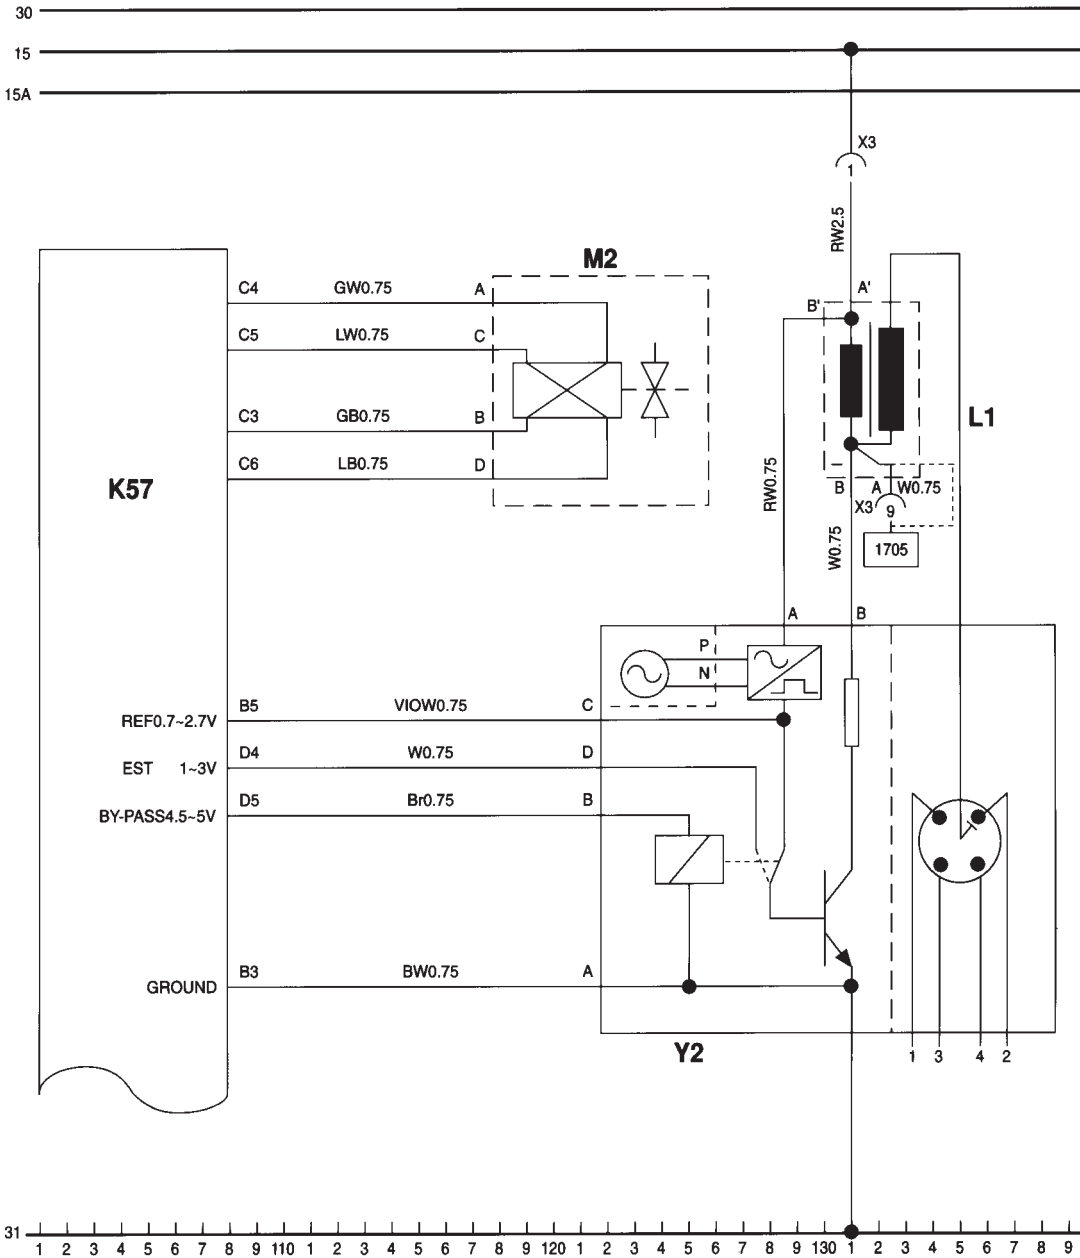 30
15
15A
X3
1
RW2.5
M2
A'
B'
C4 GW0.75 A
C5 LW0.75 C
C3 GB0.75 B
C6 LB0.75 D
K57
L1
RW0.75
B A W0.75
X3 9
W0.75
1705
A B
P
N
REF0.7~2.7V B5 VIOW0.75 C
EST 1~3V D4 W0.75 D
BY-PASS4.5~5V D5 Br0.75 B
GROUND B3 BW0.75 A
Y2
1 3 4 2
31
1 2 3 4 5 6 7 8 9 110 1 2 3 4 5 6 7 8 9 120 1 2 3 4 5 6 7 8 9 130 1 2 3 4 5 6 7 8 9